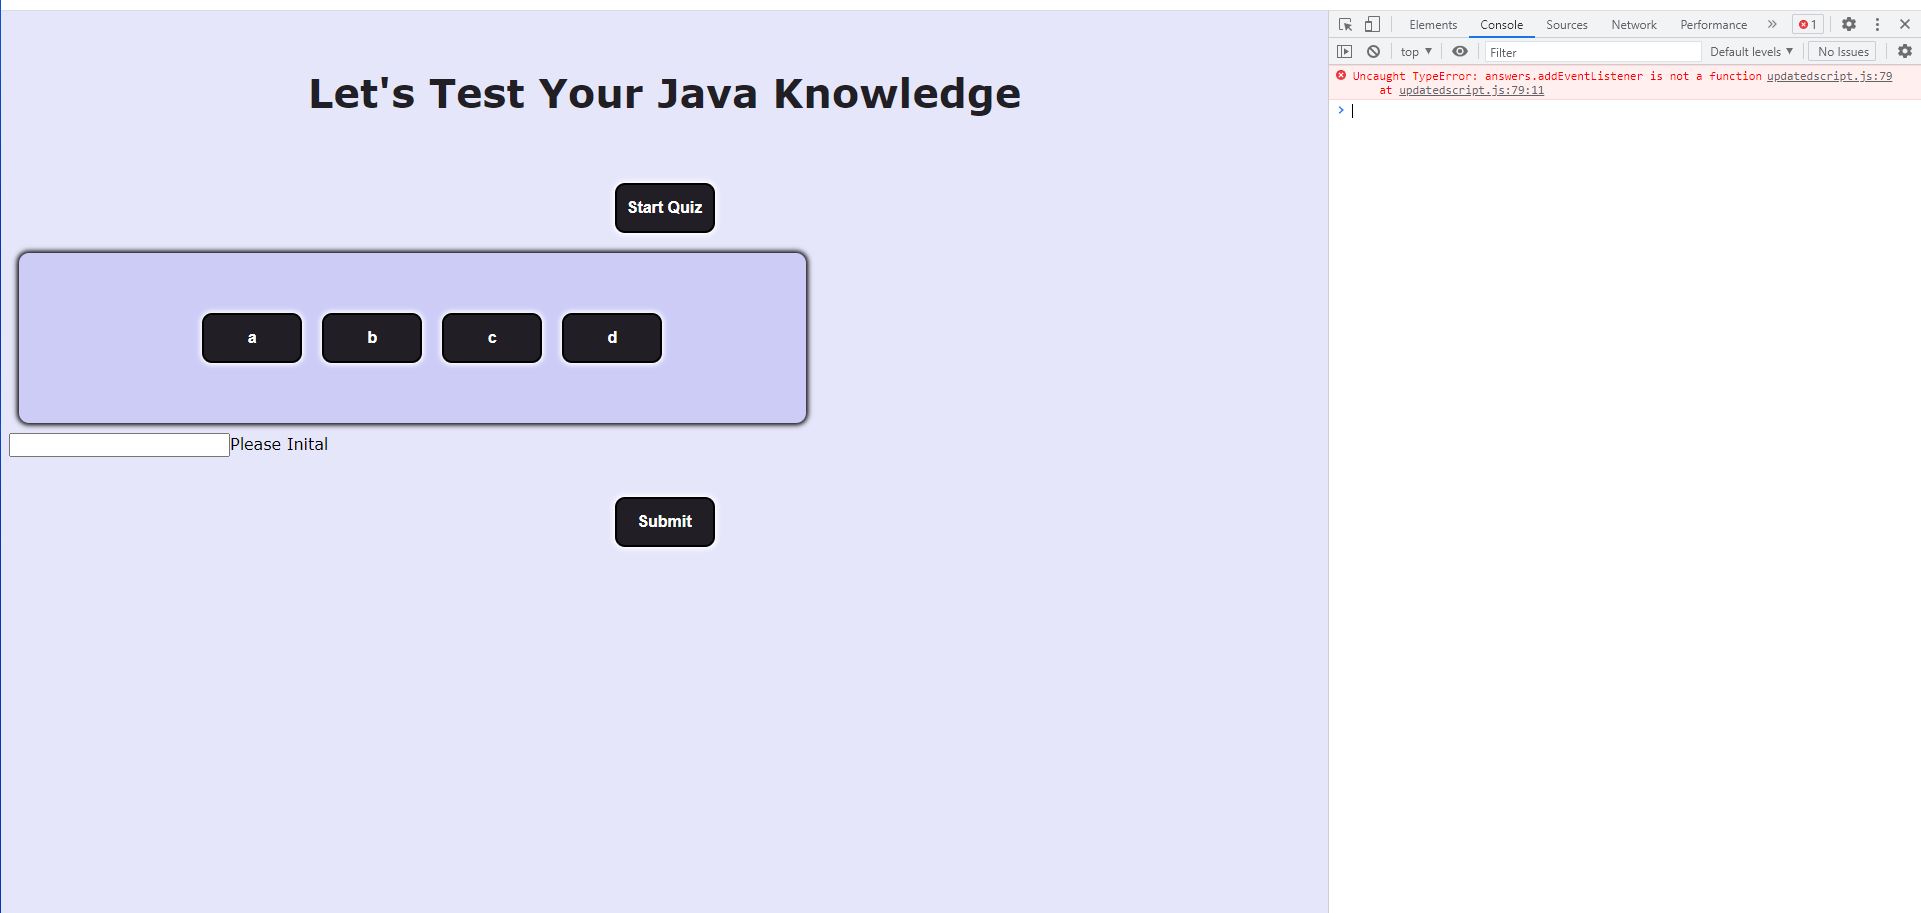 Let's Test Your Java Knowledge
Start Quiz
a b c d
Please Inital
Submit
Elements Console Sources Network Performance » 1
top ▼ Filter Default levels ▼ No Issues
Uncaught TypeError: answers.addEventListener is not a function updatedscript.js:79
at updatedscript.js:79:11
>